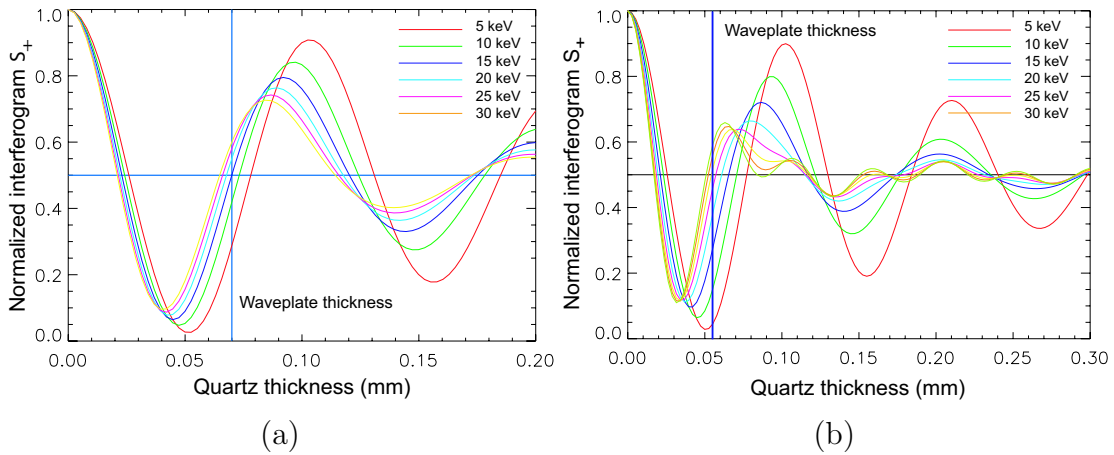 1.0
0.8
0.6
0.4
0.2
0.0
0.00
0.05
0.10
0.15
0.20
Normalized interferogram S+
Quartz thickness (mm)
Waveplate thickness
5 keV
10 keV
15 keV
20 keV
25 keV
30 keV
(a)
1.0
0.8
0.6
0.4
0.2
0.0
0.00
0.05
0.10
0.15
0.20
0.25
0.30
Normalized interferogram S+
Quartz thickness (mm)
Waveplate thickness
5 keV
10 keV
15 keV
20 keV
25 keV
30 keV
(b)